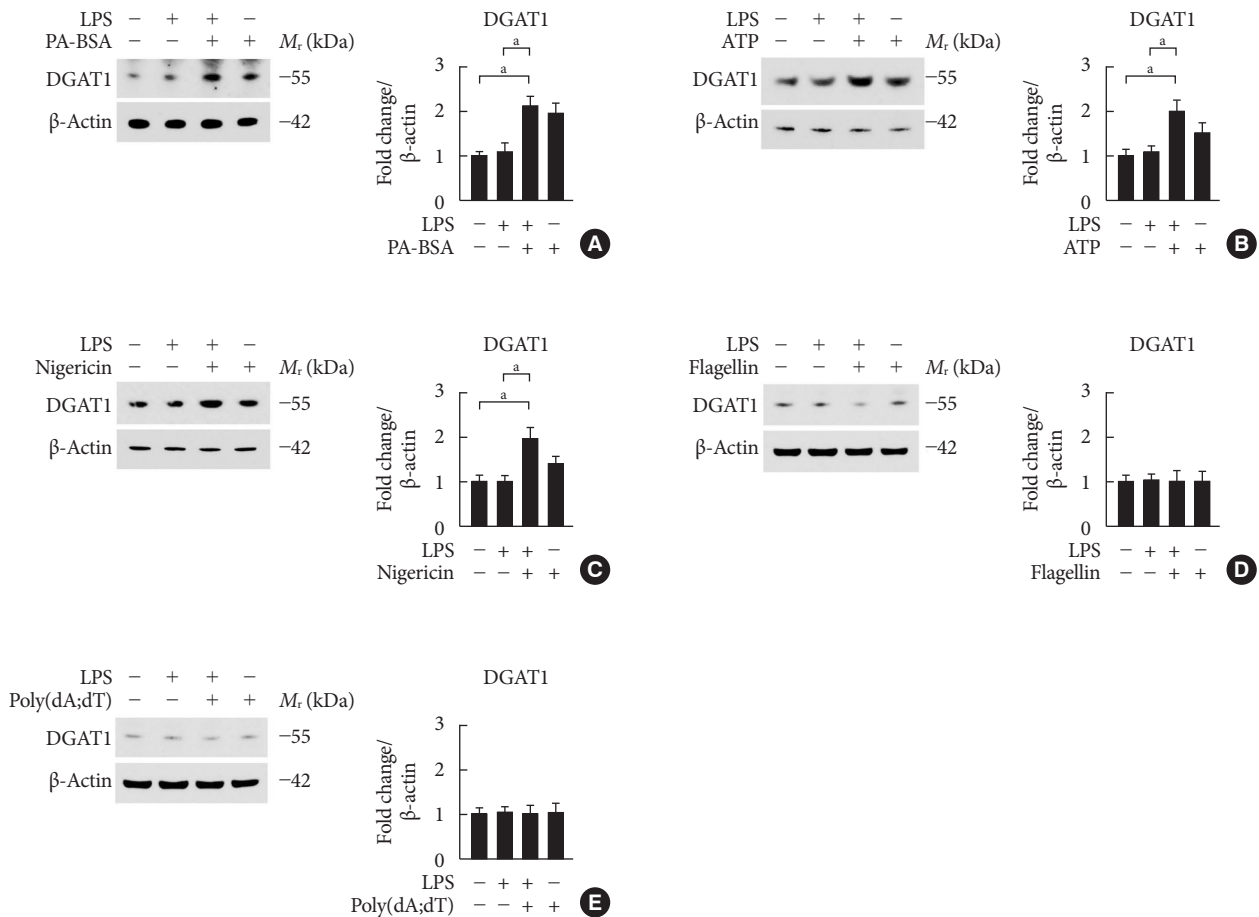 LPS − + + −
PA-BSA − − + + Mr (kDa)
DGAT1 −55
β-Actin −42
DGAT1
a
a
3
2
1
0
Fold change/
β-actin
LPS − + + −
PA-BSA − − + +
A
LPS − + + −
ATP − − + + Mr (kDa)
DGAT1 −55
β-Actin −42
DGAT1
a
a
3
2
1
0
Fold change/
β-actin
LPS − + + −
ATP − − + +
B
LPS − + + −
Nigericin − − + + Mr (kDa)
DGAT1 −55
β-Actin −42
DGAT1
a
a
3
2
1
0
Fold change/
β-actin
LPS − + + −
Nigericin − − + +
C
LPS − + + −
Flagellin − − + + Mr (kDa)
DGAT1 −55
β-Actin −42
DGAT1
3
2
1
0
Fold change/
β-actin
LPS − + + −
Flagellin − − + +
D
LPS − + + −
Poly(dA;dT) − − + + Mr (kDa)
DGAT1 −55
β-Actin −42
DGAT1
3
2
1
0
Fold change/
β-actin
LPS − + + −
Poly(dA;dT) − − + +
E